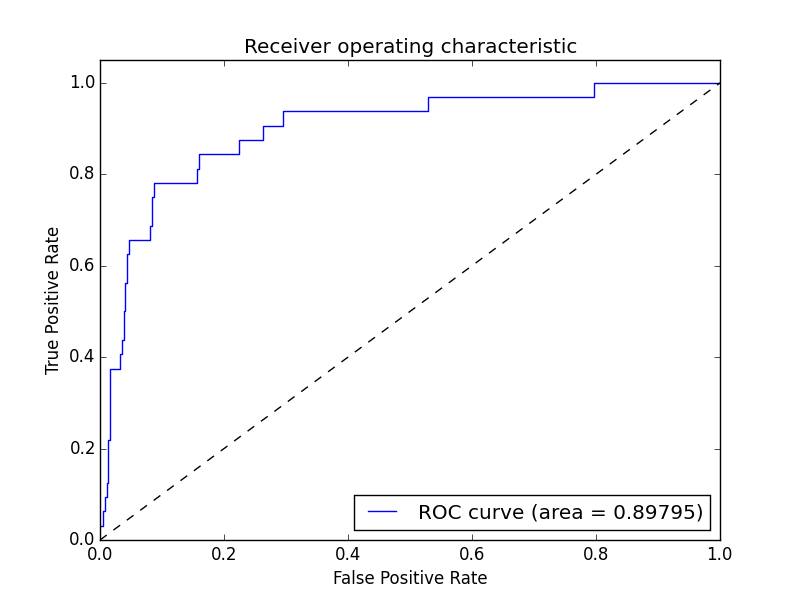 Receiver operating characteristic
1.0
0.8
0.6
0.4
0.2
0.0
True Positive Rate
ROC curve (area = 0.89795)
0.0 0.2 0.4 0.6 0.8 1.0
False Positive Rate